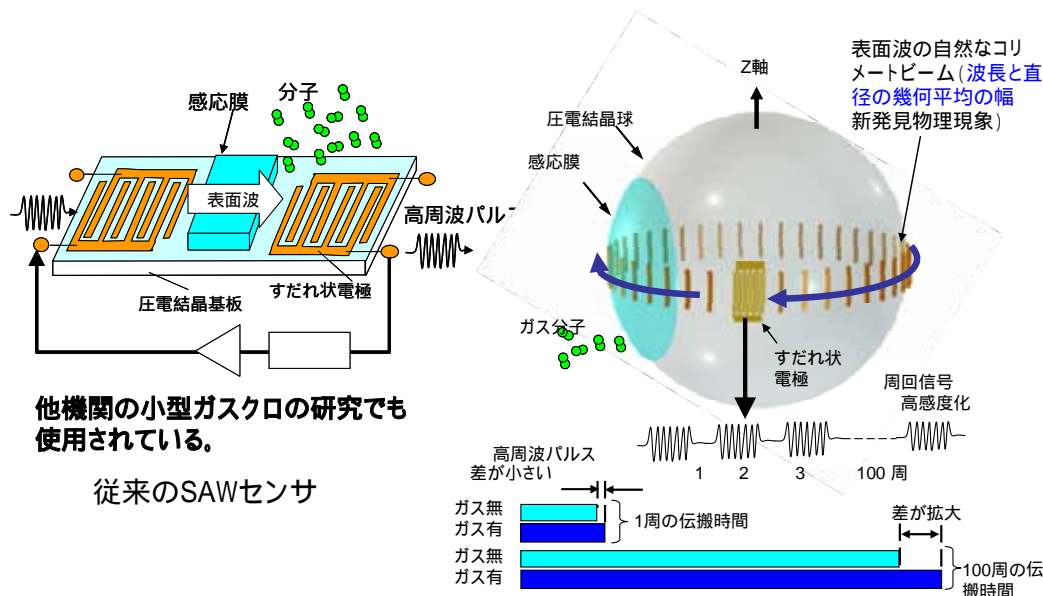 分子
感応膜
表面波
高周波パルス
すだれ状電極
圧電結晶基板
他機関の小型ガスクロの研究でも
使用されている。
従来のSAWセンサ
表面波の自然なコリ
メートビーム(波長と直
径の幾何平均の幅
新発見物理現象)
Z軸
圧電結晶球
感応膜
ガス分子
すだれ状
電極
周回信号
高感度化
1
2
3
100 周
高周波パルス
差が小さい
ガス無
ガス有
1周の伝搬時間
差が拡大
ガス無
ガス有
100周の伝
搬時間